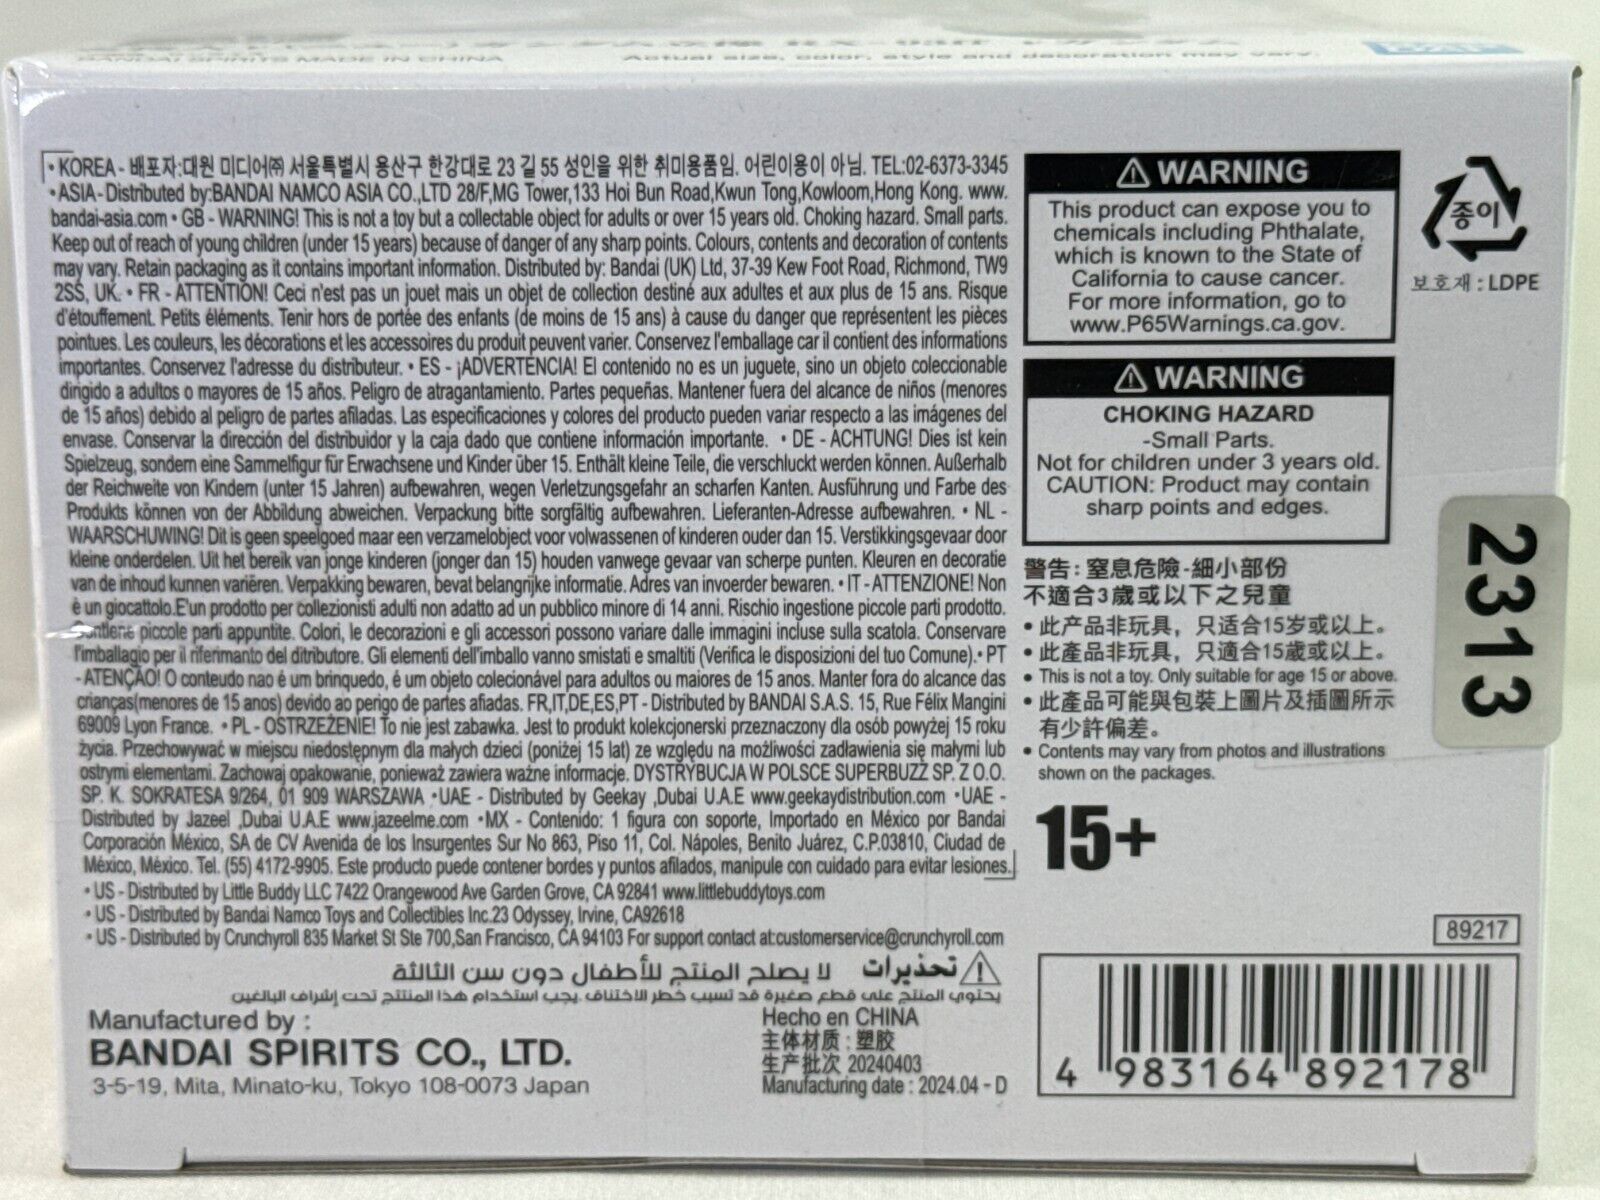 BANDAI SPIRITS MADE IN CHINA
Actual size, color, style and decoration may vary.
• KOREA - 배포자:대원 미디어㈜ 서울특별시 용산구 한강대로 23 길 55 성인을 위한 취미용품임. 어린이용이 아님. TEL:02-6373-3345
• ASIA - Distributed by:BANDAI NAMCO ASIA CO.,LTD 28/F,MG Tower,133 Hoi Bun Road,Kwun Tong,Kowloom,Hong Kong. www.
bandai-asia.com • GB - WARNING! This is not a toy but a collectable object for adults or over 15 years old. Choking hazard. Small parts.
Keep out of reach of young children (under 15 years) because of danger of any sharp points. Colours, contents and decoration of contents
may vary. Retain packaging as it contains important information. Distributed by: Bandai (UK) Ltd, 37-39 Kew Foot Road, Richmond, TW9
2SS, UK. • FR - ATTENTION! Ceci n'est pas un jouet mais un objet de collection destiné aux adultes et aux plus de 15 ans. Risque
d'étouffement. Petits éléments. Tenir hors de portée des enfants (de moins de 15 ans) à cause du danger que représentent les pièces
pointues. Les couleurs, les décorations et les accessoires du produit peuvent varier. Conservez l'emballage car il contient des informations
importantes. Conservez l'adresse du distributeur. • ES - ¡ADVERTENCIA! El contenido no es un juguete, sino un objeto coleccionable
dirigido a adultos o mayores de 15 años. Peligro de atragantamiento. Partes pequeñas. Mantener fuera del alcance de niños (menores
de 15 años) debido al peligro de partes afiladas. Las especificaciones y colores del producto pueden variar respecto a las imágenes del
envase. Conservar la dirección del distribuidor y la caja dado que contiene información importante. • DE - ACHTUNG! Dies ist kein
Spielzeug, sondern eine Sammelfigur für Erwachsene und Kinder über 15. Enthält kleine Teile, die verschluckt werden können. Außerhalb
der Reichweite von Kindern (unter 15 Jahren) aufbewahren, wegen Verletzungsgefahr an scharfen Kanten. Ausführung und Farbe des
Produkts können von der Abbildung abweichen. Verpackung bitte sorgfältig aufbewahren. Lieferanten-Adresse aufbewahren. • NL -
WAARSCHUWING! Dit is geen speelgoed maar een verzamelobject voor volwassenen of kinderen ouder dan 15. Verstikkingsgevaar door
kleine onderdelen. Uit het bereik van jonge kinderen (jonger dan 15) houden vanwege gevaar van scherpe punten. Kleuren en decoratie
van de inhoud kunnen variëren. Verpakking bewaren, bevat belangrijke informatie. Adres van invoerder bewaren. • IT - ATTENZIONE! Non
è un giocattolo.E'un prodotto per collezionisti adulti non adatto ad un pubblico minore di 14 anni. Rischio ingestione piccole parti prodotto.
Contiene piccole parti appuntite. Colori, le decorazioni e gli accessori possono variare dalle immagini incluse sulla scatola. Conservare
l'imballagio per il riferimanto del ditributore. Gli elementi dell'imballo vanno smistati e smaltiti (Verifica le disposizioni del tuo Comune).• PT
- ATENÇÃO! O conteudo nao é um brinquedo, é um objeto colecionável para adultos ou maiores de 15 anos. Manter fora do alcance das
crianças(menores de 15 anos) devido ao perigo de partes afiadas. FR,IT,DE,ES,PT - Distributed by BANDAI S.A.S. 15, Rue Félix Mangini
69009 Lyon France. • PL - OSTRZEŻENIE! To nie jest zabawka. Jest to produkt kolekcjonerski przeznaczony dla osób powyżej 15 roku
życia. Przechowywać w miejscu niedostępnym dla małych dzieci (poniżej 15 lat) ze względu na możliwości zadławienia się małymi lub
ostrymi elementami. Zachowaj opakowanie, ponieważ zawiera ważne informacje. DYSTRYBUCJA W POLSCE SUPERBUZZ SP. Z O.O.
SP. K. SOKRATESA 9/264, 01 909 WARSZAWA •UAE - Distributed by Geekay ,Dubai U.A.E www.geekaydistribution.com •UAE -
Distributed by Jazeel ,Dubai U.A.E www.jazeelme.com •MX - Contenido: 1 figura con soporte, Importado en México por Bandai
Corporación México, SA de CV Avenida de los Insurgentes Sur No 863, Piso 11, Col. Nápoles, Benito Juárez, C.P.03810, Ciudad de
México, México. Tel. (55) 4172-9905. Este producto puede contener bordes y puntos afilados, manipule con cuidado para evitar lesiones.
• US - Distributed by Little Buddy LLC 7422 Orangewood Ave Garden Grove, CA 92841 www.littlebuddytoys.com
• US - Distributed by Bandai Namco Toys and Collectibles Inc.23 Odyssey, Irvine, CA92618
• US - Distributed by Crunchyroll 835 Market St Ste 700,San Francisco, CA 94103 For support contact at:customerservice@crunchyroll.com
⚠ تحذيرات لا يصلح المنتج للأطفال دون سن الثالثة
يحتوي المنتج على قطع صغيرة قد تسبب خطر الاختناق. يجب استخدام هذا المنتج تحت إشراف البالغين
Manufactured by :
BANDAI SPIRITS CO., LTD.
3-5-19, Mita, Minato-ku, Tokyo 108-0073 Japan
Hecho en CHINA
主体材质 : 塑胶
生产批次 20240403
Manufacturing date : 2024.04 - D
⚠ WARNING
This product can expose you to
chemicals including Phthalate,
which is known to the State of
California to cause cancer.
For more information, go to
www.P65Warnings.ca.gov.
⚠ WARNING
CHOKING HAZARD
-Small Parts.
Not for children under 3 years old.
CAUTION: Product may contain
sharp points and edges.
警告: 窒息危險-細小部份
不適合3歲或以下之兒童
• 此产品非玩具，只适合15岁或以上。
• 此產品非玩具，只適合15歲或以上。
• This is not a toy. Only suitable for age 15 or above.
• 此產品可能與包裝上圖片及插圖所示
有少許偏差。
• Contents may vary from photos and illustrations
shown on the packages.
15+
종이
보호재 : LDPE
2313
89217
4 983164 892178